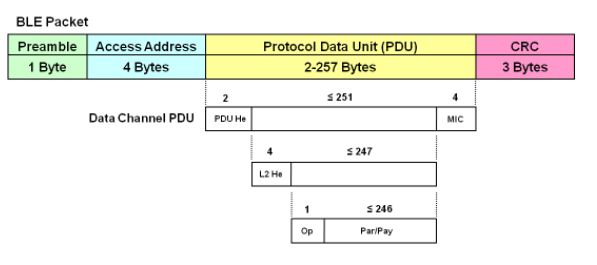 BLE Packet
Preamble Access Address Protocol Data Unit (PDU) CRC
1 Byte 4 Bytes 2-257 Bytes 3 Bytes
2 ≤ 251 4
Data Channel PDU PDU He MIC
4 ≤ 247
L2 He
1 ≤ 246
Op Par/Pay